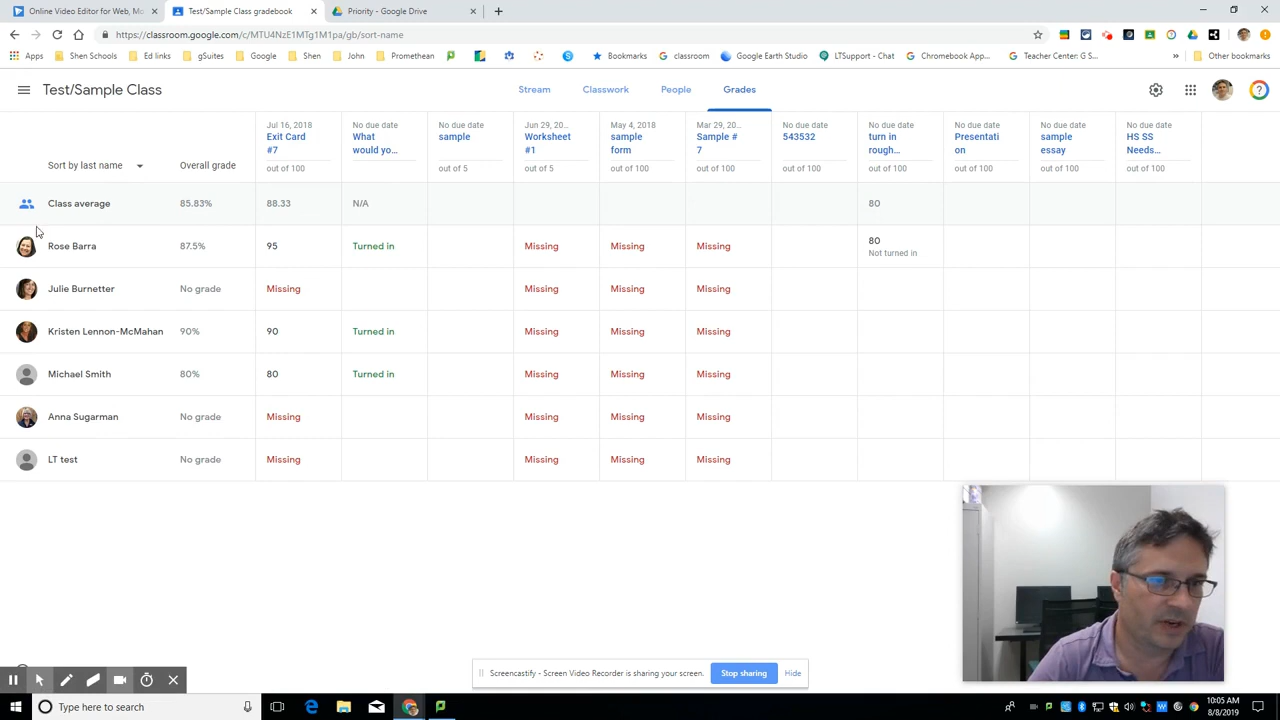 Online Video Editor for Web, Mo
Test/Sample Class gradebook
Priority - Google Drive
https://classroom.google.com/c/MTU4NzE1MTg1M1pa/gb/sort-name
Apps
Shen Schools
Ed links
gSuites
Google
Shen
John
Promethean
Bookmarks
classroom
Google Earth Studio
LTSupport - Chat
Chromebook App...
Teacher Center: G S...
»
Other bookmarks
Test/Sample Class
Stream
Classwork
People
Grades
Sort by last name
Overall grade
Jul 16, 2018
Exit Card
#7
out of 100
No due date
What
would yo...
No due date
sample
out of 5
Jun 29, 20...
Worksheet
#1
out of 5
May 4, 2018
sample
form
out of 100
Mar 29, 20...
Sample #
7
out of 100
No due date
543532
out of 100
No due date
turn in
rough...
out of 100
No due date
Presentati
on
out of 100
No due date
sample
essay
out of 100
No due date
HS SS
Needs...
out of 100
Class average 85.83% 88.33 N/A 80
Rose Barra 87.5% 95 Turned in Missing Missing Missing 80
Not turned in
Julie Burnetter No grade Missing Missing Missing Missing
Kristen Lennon-McMahan 90% 90 Turned in Missing Missing Missing
Michael Smith 80% 80 Turned in Missing Missing Missing
Anna Sugarman No grade Missing Missing Missing Missing
LT test No grade Missing Missing Missing Missing
Screencastify - Screen Video Recorder is sharing your screen.
Stop sharing
Hide
Type here to search
10:05 AM
8/8/2019